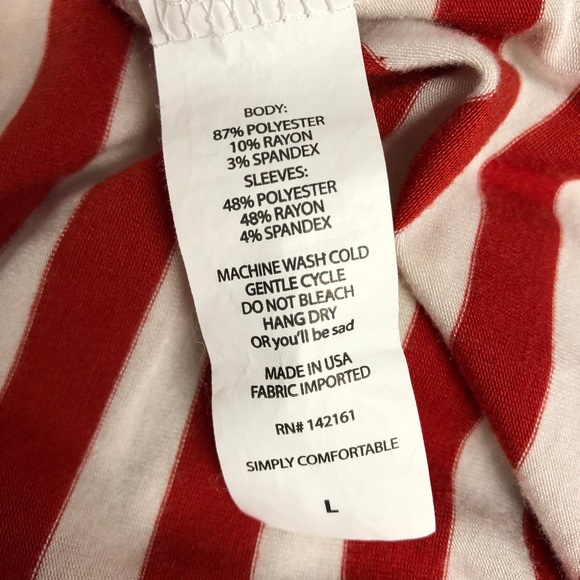 BODY:
87% POLYESTER
10% RAYON
3% SPANDEX
SLEEVES:
48% POLYESTER
48% RAYON
4% SPANDEX
MACHINE WASH COLD
GENTLE CYCLE
DO NOT BLEACH
HANG DRY
OR you'll be sad
MADE IN USA
FABRIC IMPORTED
RN# 142161
SIMPLY COMFORTABLE
L